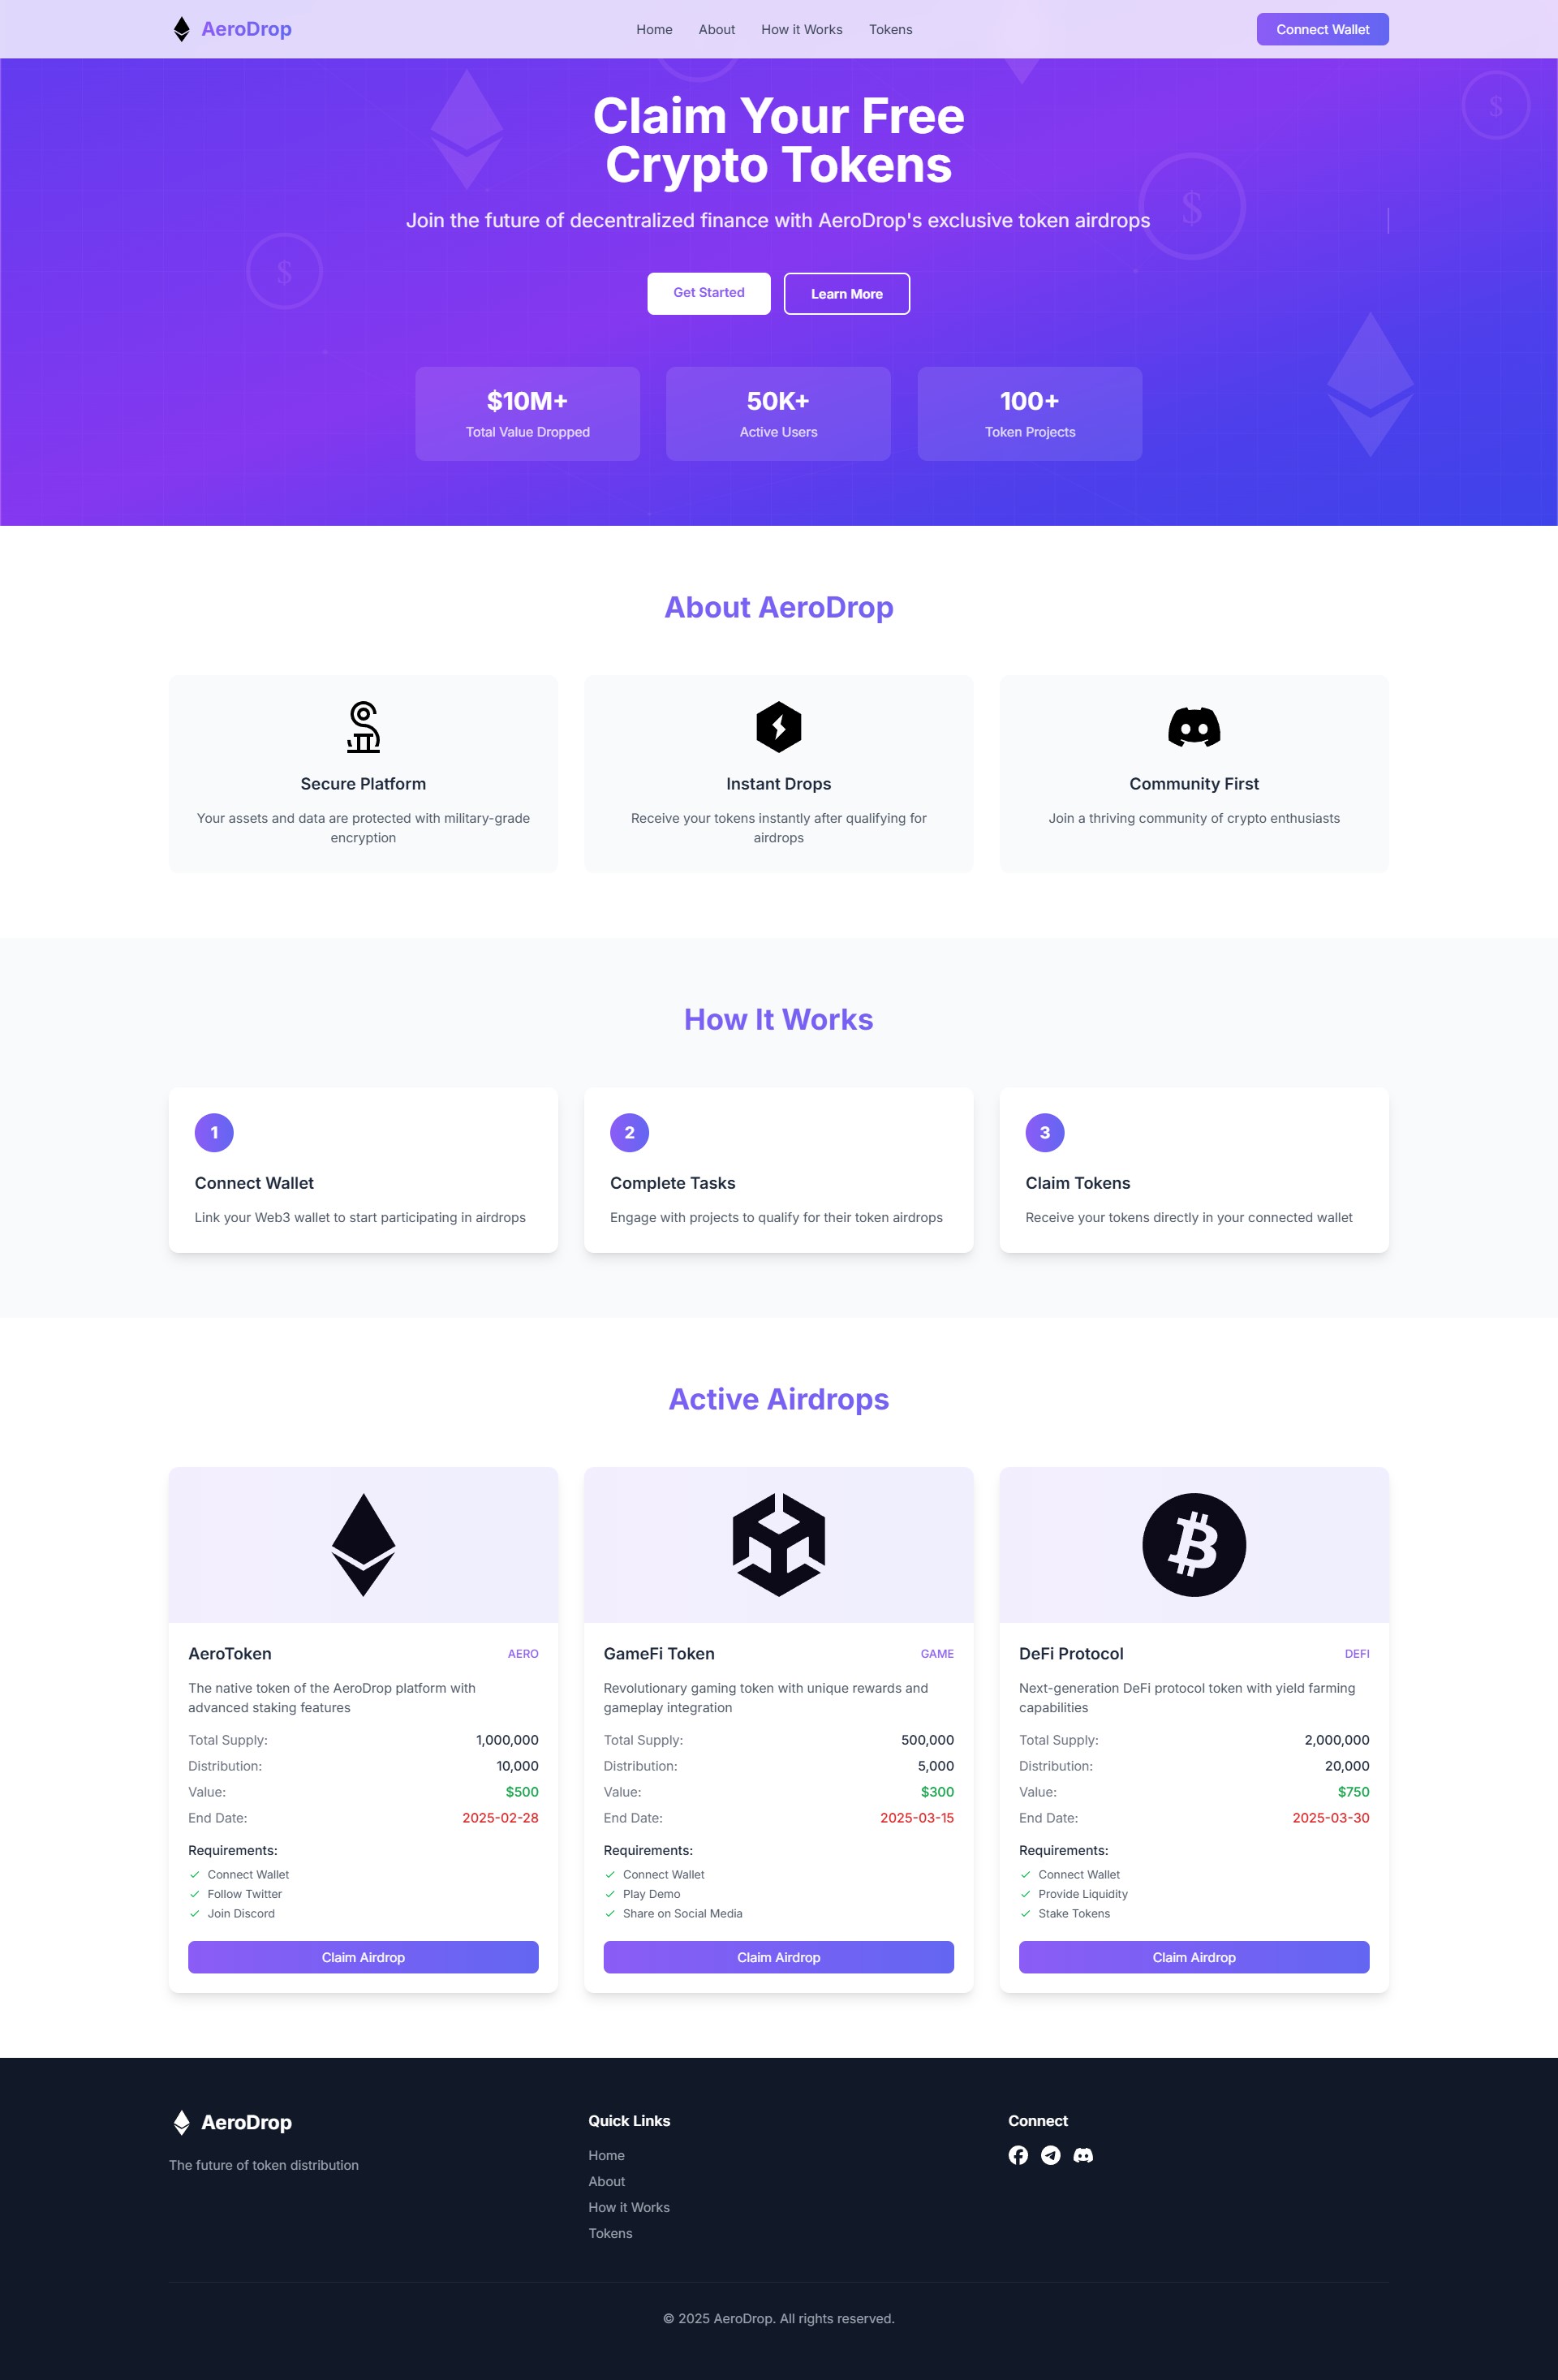 AeroDrop
Home
About
How it Works
Tokens
Connect Wallet
Claim Your Free
Crypto Tokens
Join the future of decentralized finance with AeroDrop's exclusive token airdrops
$
$
$
Get Started
Learn More
$10M+
Total Value Dropped
50K+
Active Users
100+
Token Projects
About AeroDrop
Secure Platform
Your assets and data are protected with military-grade
encryption
Instant Drops
Receive your tokens instantly after qualifying for
airdrops
Community First
Join a thriving community of crypto enthusiasts
How It Works
1
Connect Wallet
Link your Web3 wallet to start participating in airdrops
2
Complete Tasks
Engage with projects to qualify for their token airdrops
3
Claim Tokens
Receive your tokens directly in your connected wallet
Active Airdrops
AeroToken
AERO
The native token of the AeroDrop platform with
advanced staking features
Total Supply: 1,000,000
Distribution: 10,000
Value: $500
End Date: 2025-02-28
Requirements:
Connect Wallet
Follow Twitter
Join Discord
Claim Airdrop
GameFi Token
GAME
Revolutionary gaming token with unique rewards and
gameplay integration
Total Supply: 500,000
Distribution: 5,000
Value: $300
End Date: 2025-03-15
Requirements:
Connect Wallet
Play Demo
Share on Social Media
Claim Airdrop
DeFi Protocol
DEFI
Next-generation DeFi protocol token with yield farming
capabilities
Total Supply: 2,000,000
Distribution: 20,000
Value: $750
End Date: 2025-03-30
Requirements:
Connect Wallet
Provide Liquidity
Stake Tokens
Claim Airdrop
AeroDrop
The future of token distribution
Quick Links
Home
About
How it Works
Tokens
Connect
© 2025 AeroDrop. All rights reserved.